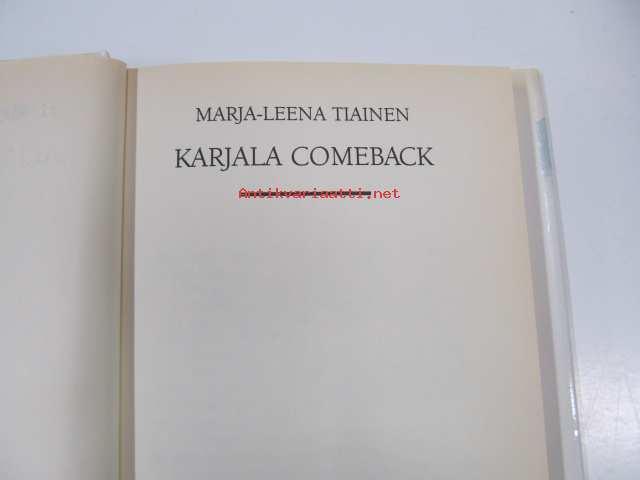 MARJA-LEENA TIAINEN
KARJALA COMEBACK
Antikvariaatti.net